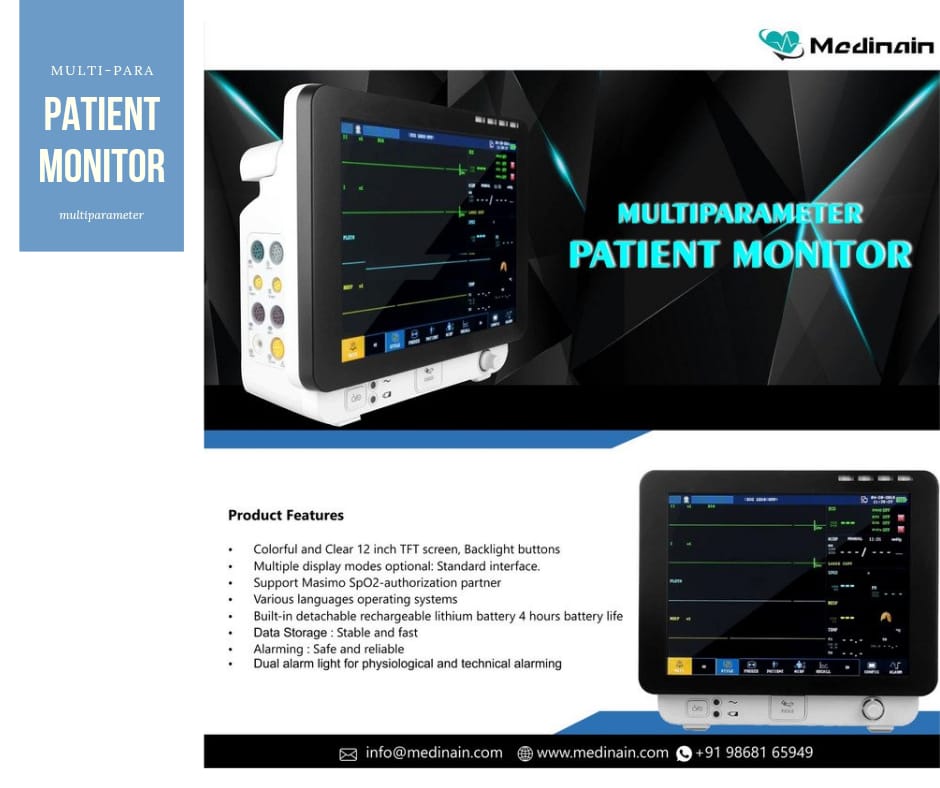 MULTI-PARA
PATIENT
MONITOR
multiparameter
Medinain
MULTIPARAMETER
PATIENT MONITOR
Product Features
• Colorful and Clear 12 inch TFT screen, Backlight buttons
• Multiple display modes optional: Standard interface.
• Support Masimo SpO2-authorization partner
• Various languages operating systems
• Built-in detachable rechargeable lithium battery 4 hours battery life
• Data Storage : Stable and fast
• Alarming : Safe and reliable
• Dual alarm light for physiological and technical alarming
info@medinain.com www.medinain.com +91 98681 65949